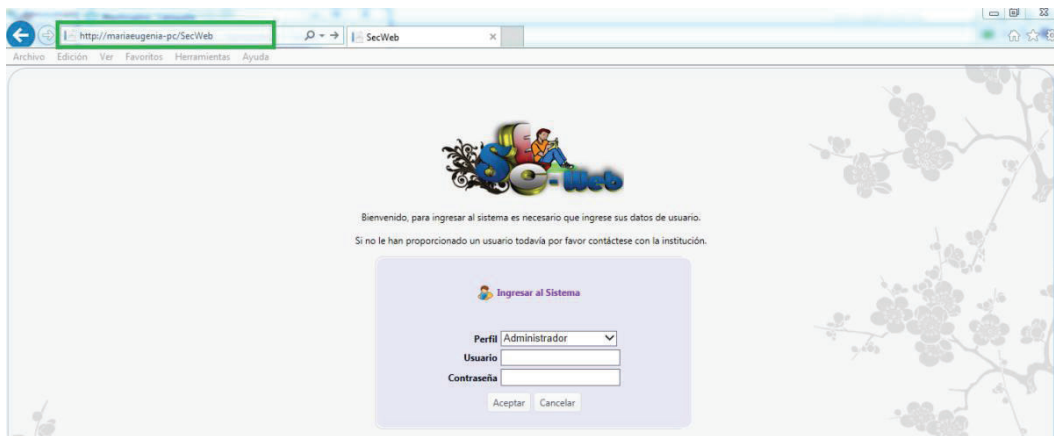 http://mariaeugenia-pc/SecWeb
SecWeb
Archivo Edición Ver Favoritos Herramientas Ayuda
SEC-Web
Bienvenido, para ingresar al sistema es necesario que ingrese sus datos de usuario.
Si no le han proporcionado un usuario todavía por favor contáctese con la institución.
Ingresar al Sistema
Perfil Administrador
Usuario
Contraseña
Aceptar Cancelar